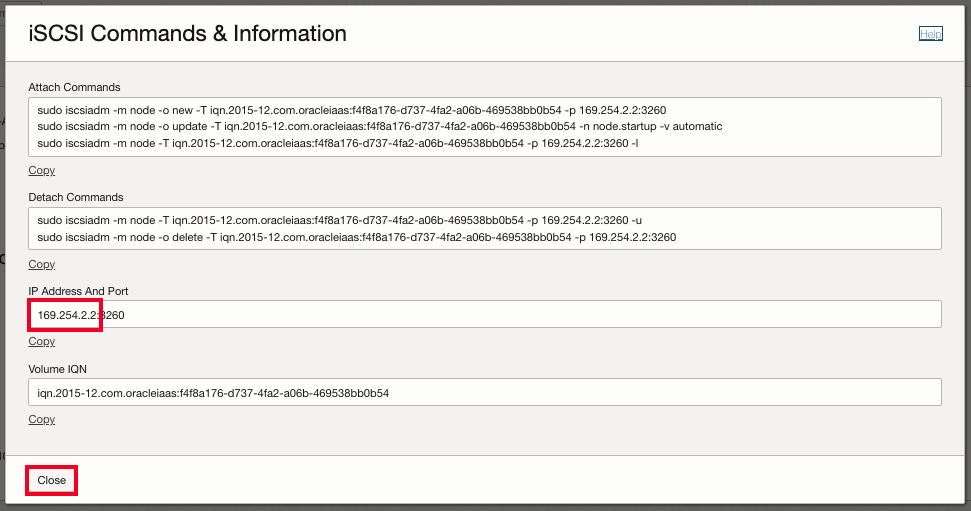 iSCSI Commands & Information
Help
Attach Commands
sudo iscsiadm -m node -o new -T iqn.2015-12.com.oracleiaas:f4f8a176-d737-4fa2-a06b-469538bb0b54 -p 169.254.2.2:3260
sudo iscsiadm -m node -o update -T iqn.2015-12.com.oracleiaas:f4f8a176-d737-4fa2-a06b-469538bb0b54 -n node.startup -v automatic
sudo iscsiadm -m node -T iqn.2015-12.com.oracleiaas:f4f8a176-d737-4fa2-a06b-469538bb0b54 -p 169.254.2.2:3260 -l
Copy
Detach Commands
sudo iscsiadm -m node -T iqn.2015-12.com.oracleiaas:f4f8a176-d737-4fa2-a06b-469538bb0b54 -p 169.254.2.2:3260 -u
sudo iscsiadm -m node -o delete -T iqn.2015-12.com.oracleiaas:f4f8a176-d737-4fa2-a06b-469538bb0b54 -p 169.254.2.2:3260
Copy
IP Address And Port
169.254.2.2:3260
Copy
Volume IQN
iqn.2015-12.com.oracleiaas:f4f8a176-d737-4fa2-a06b-469538bb0b54
Copy
Close